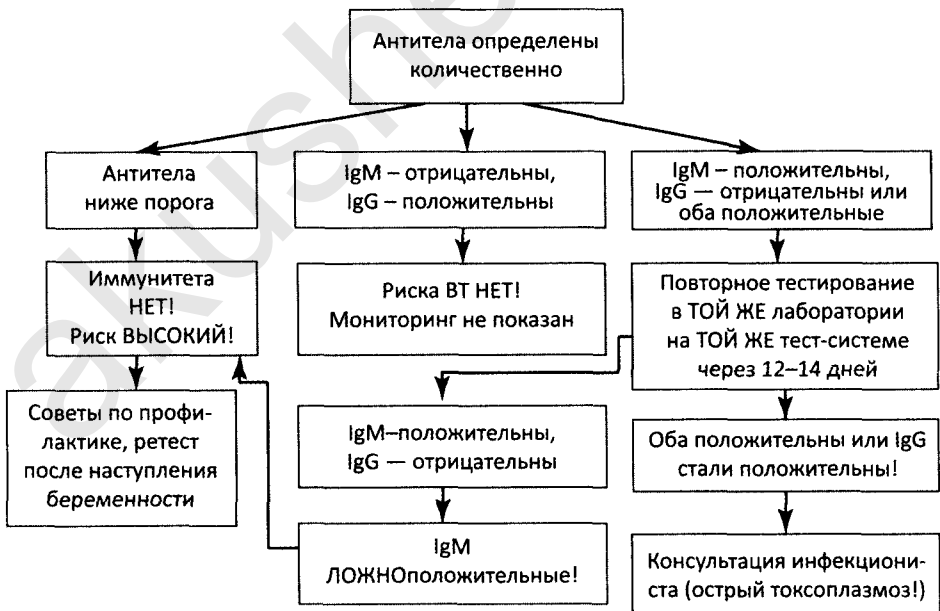 Антитела определены
количественно
Антитела
ниже порога
IgM – отрицательны,
IgG – положительны
IgM – положительны,
IgG — отрицательны или
оба положительные
Иммунитета
НЕТ!
Риск ВЫСОКИЙ!
Риска ВТ НЕТ!
Мониторинг не показан
Повторное тестирование
в ТОЙ ЖЕ лаборатории
на ТОЙ ЖЕ тест-системе
через 12–14 дней
Советы по профи-
лактике, ретест
после наступления
беременности
IgM–положительны,
IgG — отрицательны
Оба положительны или IgG
стали положительны!
IgM
ЛОЖНОположительные!
Консультация инфекциони-
ста (острый токсоплазмоз!)
akushe